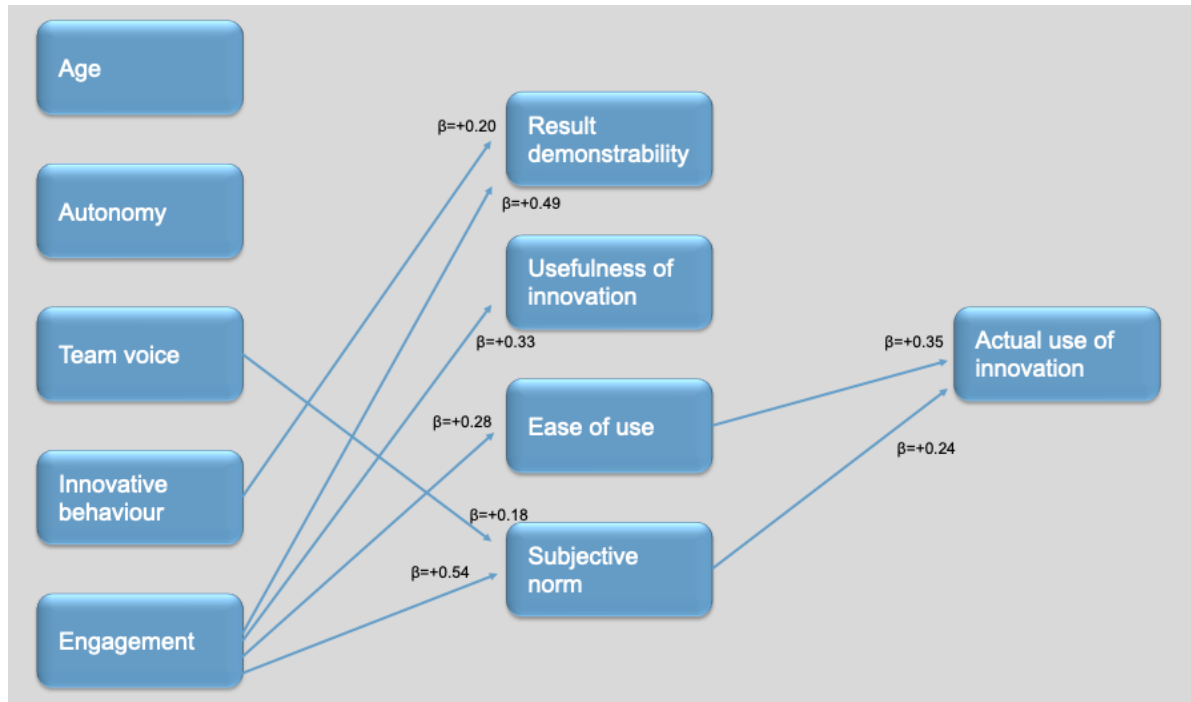 Age
Autonomy
Team voice
Innovative
behaviour
Engagement
β=+0.20
β=+0.49
β=+0.33
β=+0.28
β=+0.18
β=+0.54
Result
demonstrability
Usefulness of
innovation
Ease of use
Subjective
norm
β=+0.35
β=+0.24
Actual use of
innovation